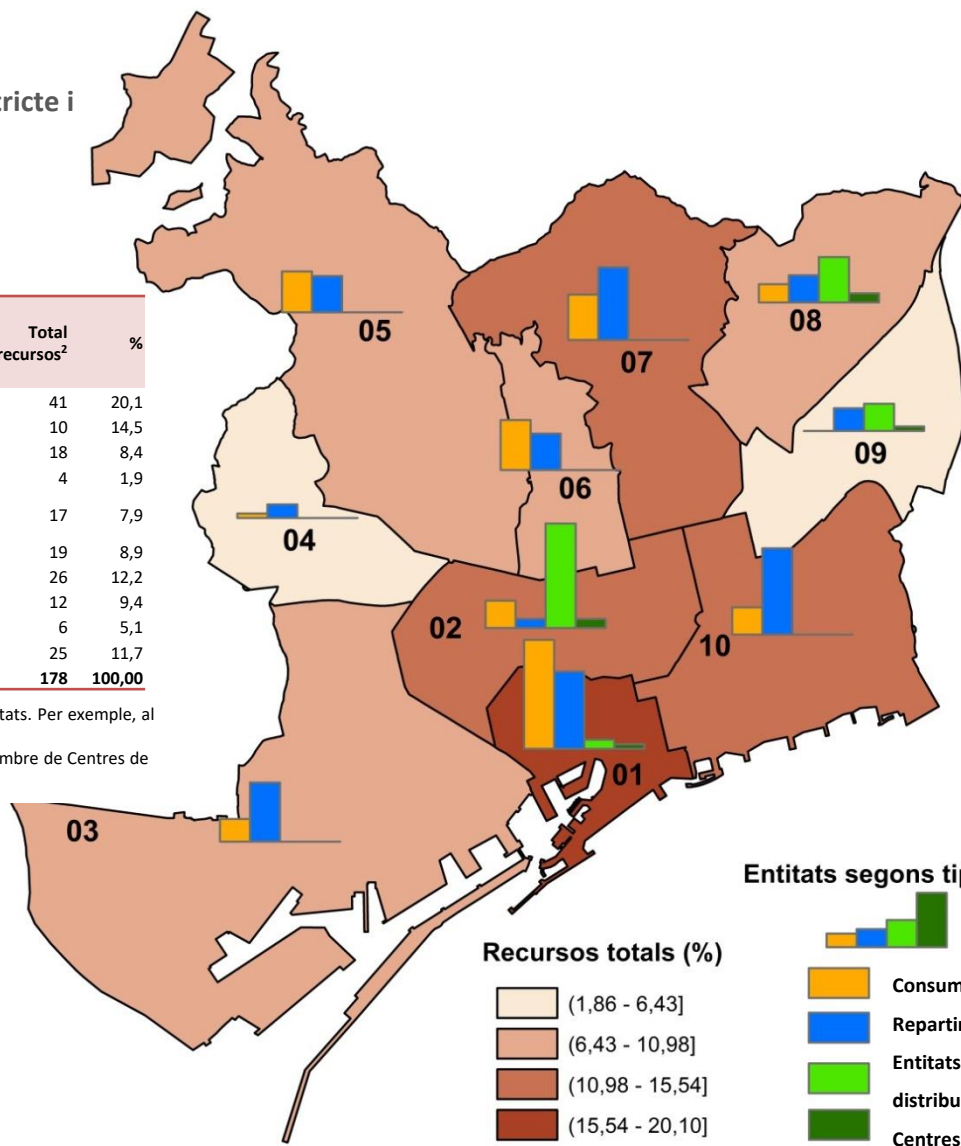 tricte i
Total
recursos² %
41 20,1
10 14,5
18 8,4
4 1,9
17 7,9
19 8,9
26 12,2
12 9,4
6 5,1
25 11,7
178 100,00
tats. Per exemple, al
mbre de Centres de
05
07
08
09
06
04
02
10
01
03
Recursos totals (%)
(1,86 - 6,43]
(6,43 - 10,98]
(10,98 - 15,54]
(15,54 - 20,10]
Entitats segons tip
Consum
Repartim
Entitats
distribu
Centres